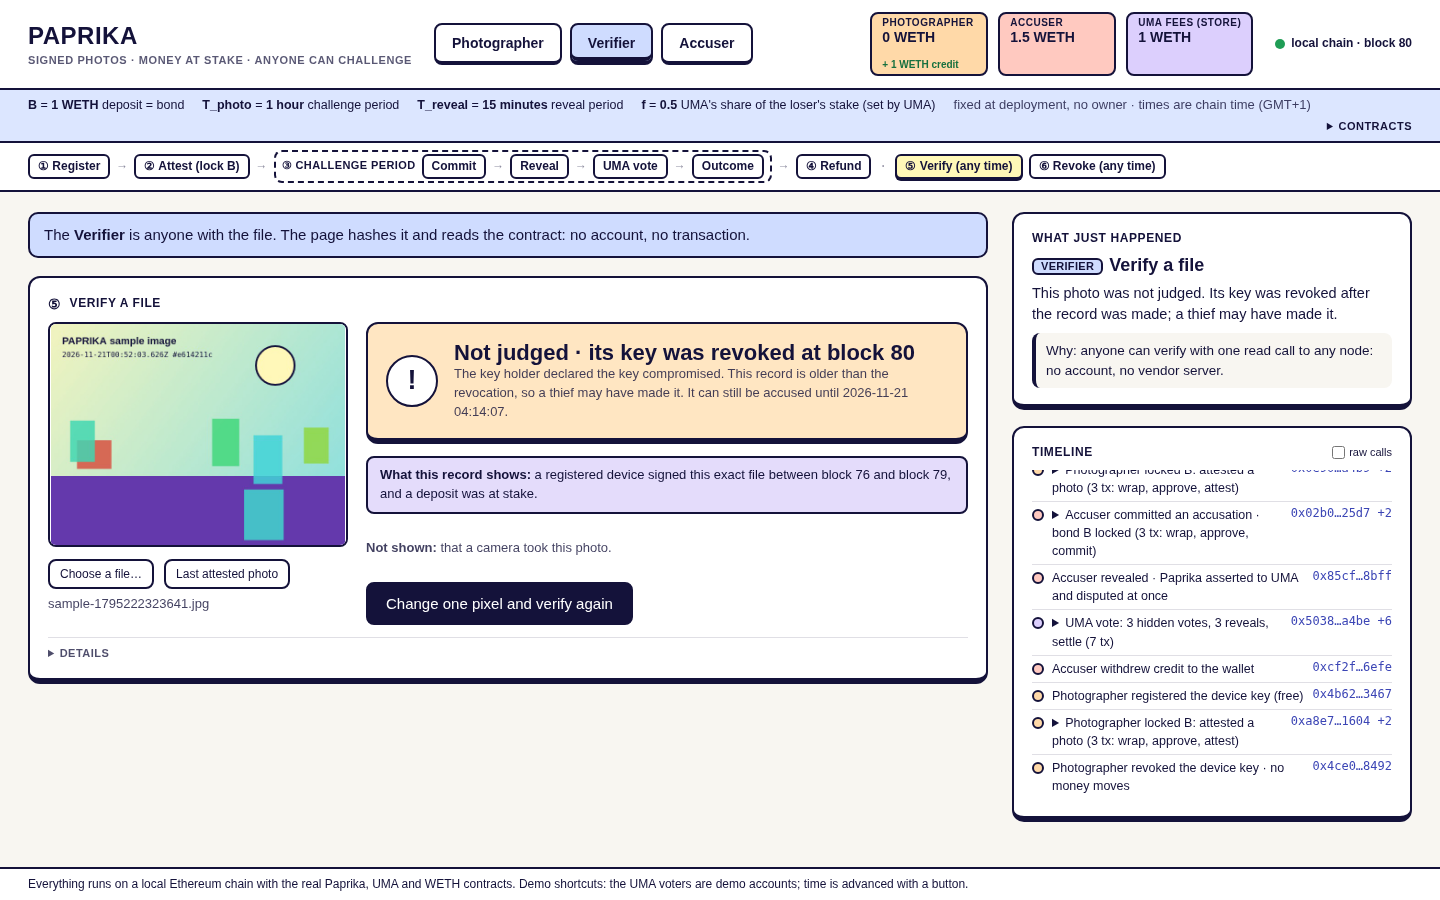 PAPRIKA
SIGNED PHOTOS · MONEY AT STAKE · ANYONE CAN CHALLENGE
Photographer
Verifier
Accuser
PHOTOGRAPHER
0 WETH
+ 1 WETH credit
ACCUSER
1.5 WETH
UMA FEES (STORE)
1 WETH
local chain · block 80
B = 1 WETH deposit = bond T_photo = 1 hour challenge period T_reveal = 15 minutes reveal period f = 0.5 UMA's share of the loser's stake (set by UMA) fixed at deployment, no owner · times are chain time (GMT+1)
▶ CONTRACTS
① Register → ② Attest (lock B) → ③ CHALLENGE PERIOD Commit → Reveal → UMA vote → Outcome → ④ Refund · ⑤ Verify (any time) ⑥ Revoke (any time)
The Verifier is anyone with the file. The page hashes it and reads the contract: no account, no transaction.
⑤ VERIFY A FILE
PAPRIKA sample image
2026-11-21T00:52:03.626Z #e614211c
Choose a file…
Last attested photo
sample-1795222323641.jpg
!
Not judged · its key was revoked at block 80
The key holder declared the key compromised. This record is older than the
revocation, so a thief may have made it. It can still be accused until 2026-11-21
04:14:07.
What this record shows: a registered device signed this exact file between block 76 and block 79,
and a deposit was at stake.
Not shown: that a camera took this photo.
Change one pixel and verify again
▶ DETAILS
WHAT JUST HAPPENED
VERIFIER Verify a file
This photo was not judged. Its key was revoked after
the record was made; a thief may have made it.
Why: anyone can verify with one read call to any node:
no account, no vendor server.
TIMELINE
raw calls
▶ Photographer locked B: attested a
photo (3 tx: wrap, approve, attest)
▶ Accuser committed an accusation · 0x02b0…25d7 +2
bond B locked (3 tx: wrap, approve,
commit)
Accuser revealed · Paprika asserted to UMA 0x85cf…8bff
and disputed at once
▶ UMA vote: 3 hidden votes, 3 reveals, 0x5038…a4be +6
settle (7 tx)
Accuser withdrew credit to the wallet 0xcf2f…6efe
Photographer registered the device key (free) 0x4b62…3467
▶ Photographer locked B: attested a 0xa8e7…1604 +2
photo (3 tx: wrap, approve, attest)
Photographer revoked the device key · no 0x4ce0…8492
money moves
Everything runs on a local Ethereum chain with the real Paprika, UMA and WETH contracts. Demo shortcuts: the UMA voters are demo accounts; time is advanced with a button.